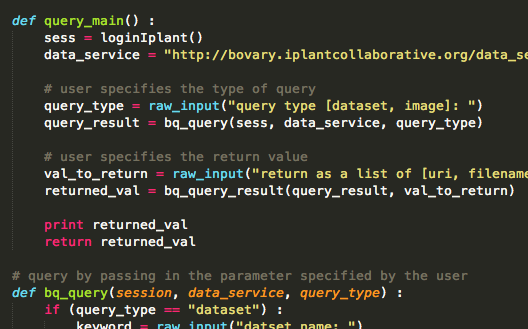 def query_main() :
sess = loginIplant()
data_service = "http://bovary.iplantcollaborative.org/data_se
# user specifies the type of query
query_type = raw_input("query type [dataset, image]: ")
query_result = bq_query(sess, data_service, query_type)
# user specifies the return value
val_to_return = raw_input("return as a list of [uri, filename
returned_val = bq_query_result(query_result, val_to_return)
print returned_val
return returned_val
# query by passing in the parameter specified by the user
def bq_query(session, data_service, query_type) :
if (query_type == "dataset") :
keyword = raw_input("datset name: ")